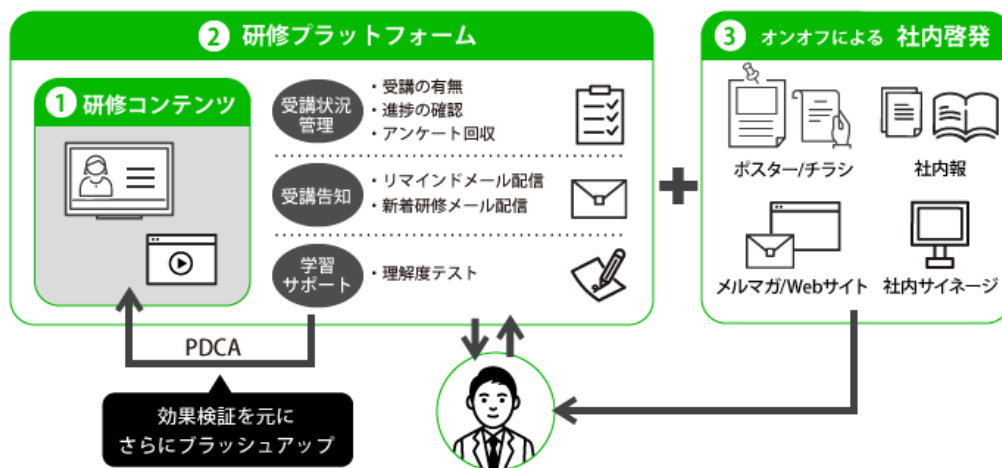 2 研修プラットフォーム
1 研修コンテンツ
受講状況
管理
・受講の有無
・進捗の確認
・アンケート回収
受講告知
・リマインドメール配信
・新着研修メール配信
学習
サポート
・理解度テスト
PDCA
効果検証を元に
さらにブラッシュアップ
3 オンオフによる 社内啓発
ポスター/チラシ
社内報
メルマガ/Webサイト
社内サイネージ